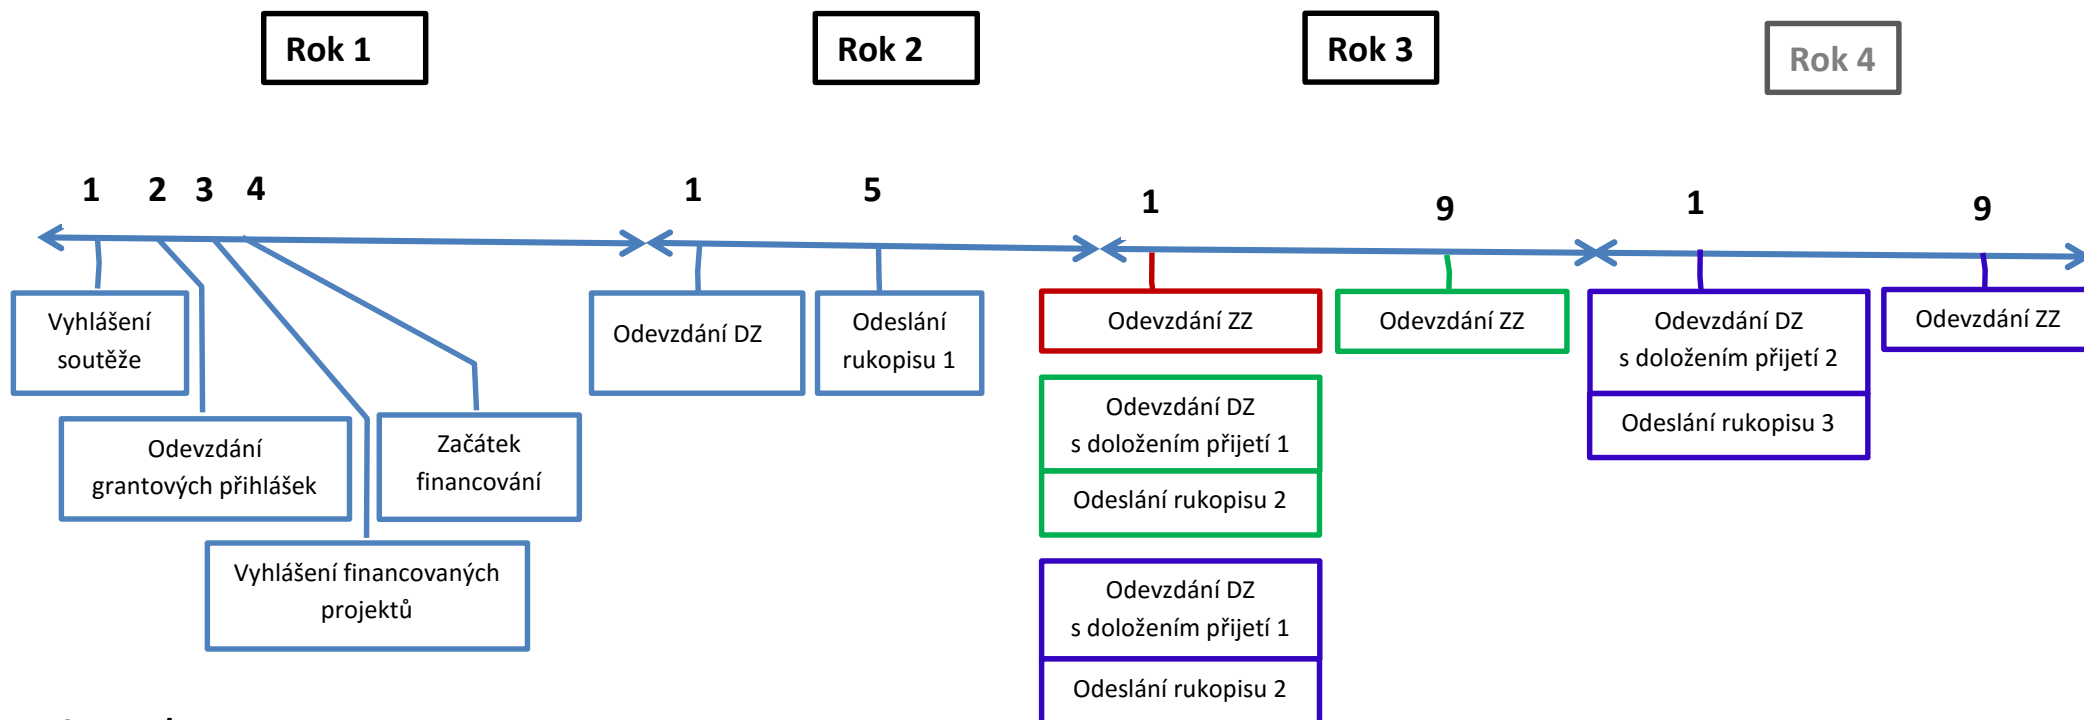 Rok 1
Rok 2
Rok 3
Rok 4
1 2 3 4 1 5 1 9 1 9
Vyhlášení
soutěže
Odevzdání
grantových přihlášek
Vyhlášení financovaných
projektů
Začátek
financování
Odevzdání DZ
Odeslání
rukopisu 1
Odevzdání ZZ
Odevzdání DZ
s doložením přijetí 1
Odeslání rukopisu 2
Odevzdání DZ
s doložením přijetí 1
Odeslání rukopisu 2
Odevzdání ZZ
Odevzdání DZ
s doložením přijetí 2
Odeslání rukopisu 3
Odevzdání ZZ